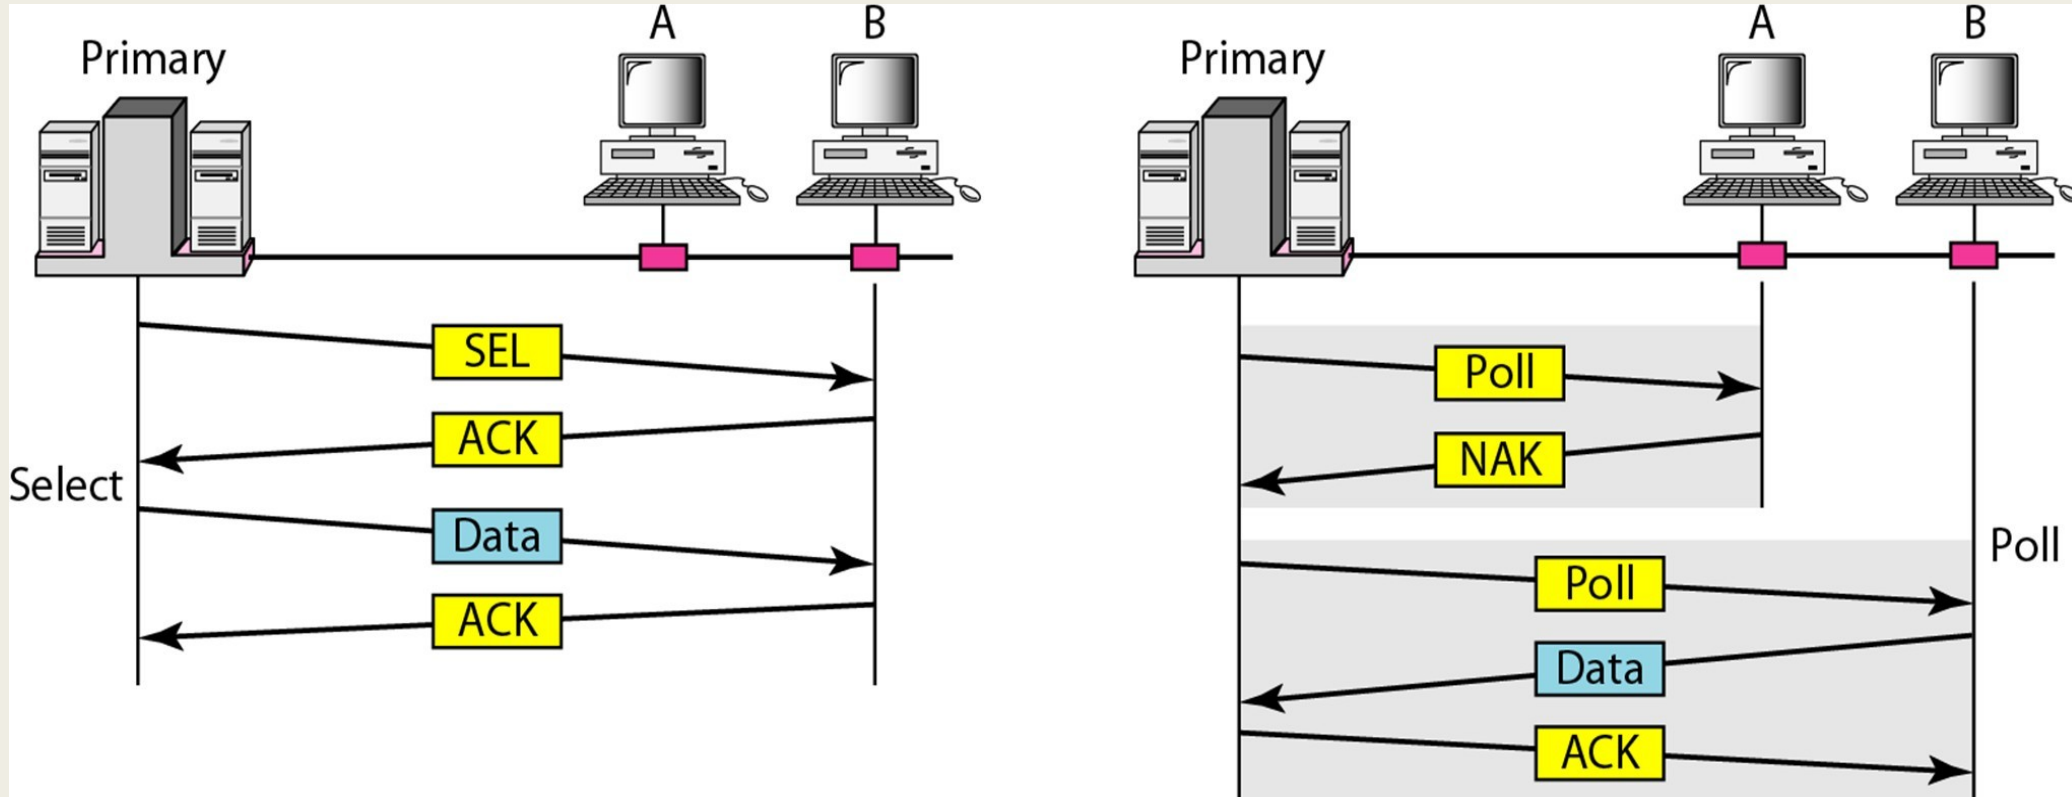 Primary
A
B
SEL
ACK
Select
Data
ACK
Primary
A
B
Poll
NAK
Poll
Poll
Data
ACK